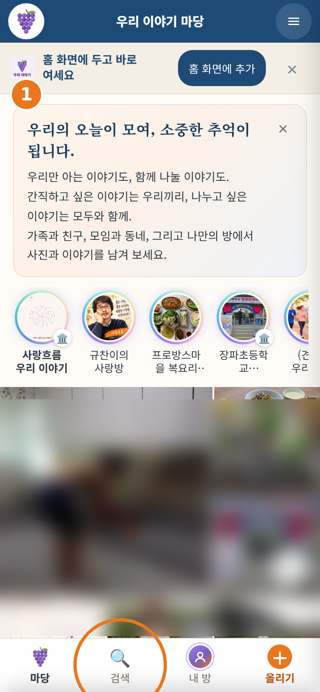 우리 이야기 마당
홈 화면에 두고 바로
여세요
홈 화면에 추가
1
우리의 오늘이 모여, 소중한 추억이
됩니다.
우리만 아는 이야기도, 함께 나눌 이야기도.
간직하고 싶은 이야기는 우리끼리, 나누고 싶은
이야기는 모두와 함께.
가족과 친구, 모임과 동네, 그리고 나만의 방에서
사진과 이야기를 남겨 보세요.
사랑흐름
우리 이야기
규찬이의
사랑방
프로방스마
을 복요리…
장파초등학
교…
(건
우리
마당
검색
내 방
올리기